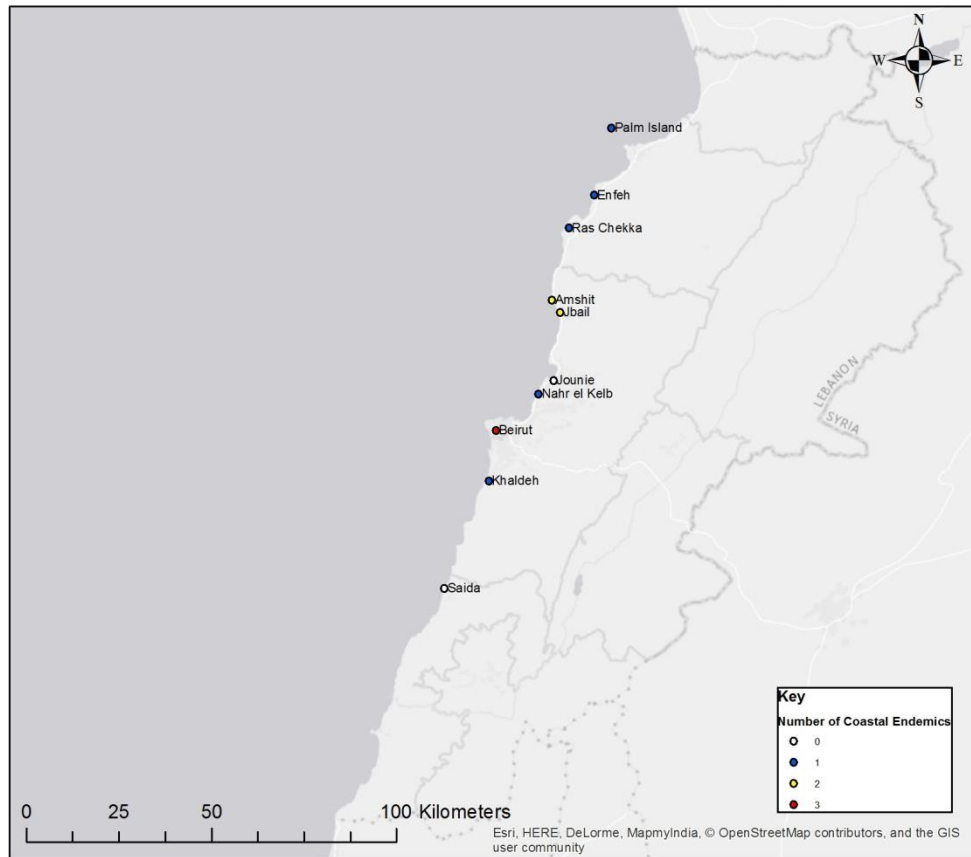 N
W E
S
Palm Island
Enfeh
Ras Chekka
Amshit
Jbail
Jounie
Nahr el Kelb
Beirut
Khaldeh
Saida
LEBANON
SYRIA
Key
Number of Coastal Endemics
0
1
2
3
0 25 50 100 Kilometers
Esri, HERE, DeLorme, MapmyIndia, © OpenStreetMap contributors, and the GIS
user community